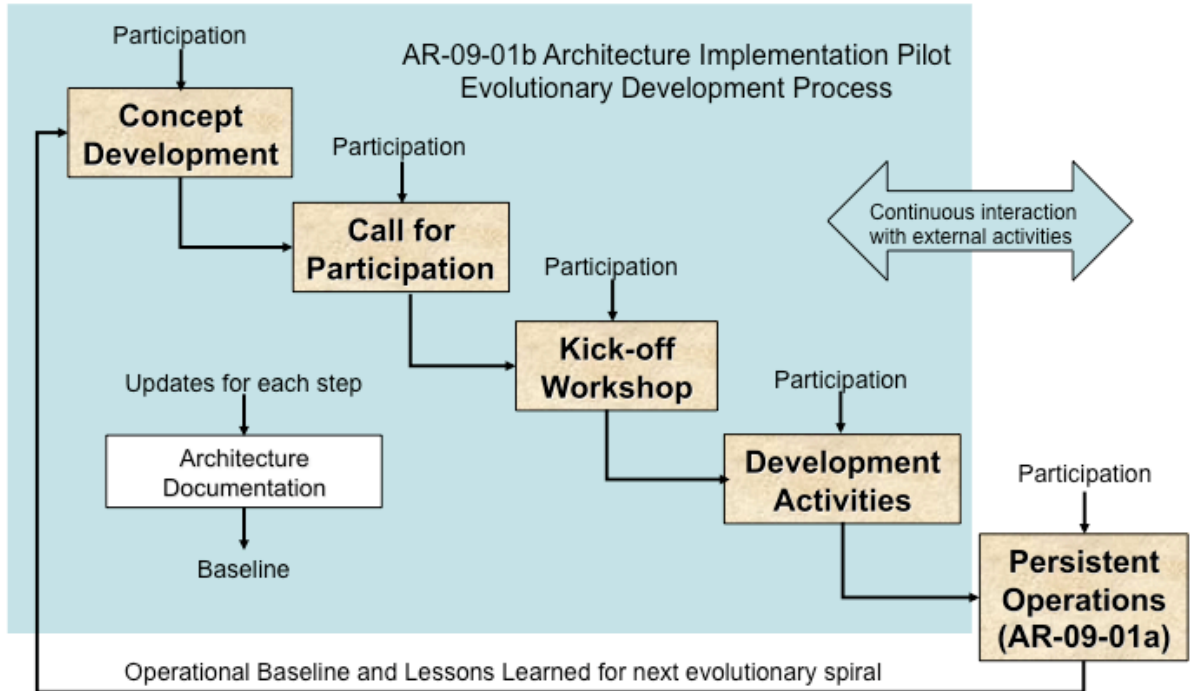 Participation
AR-09-01b Architecture Implementation Pilot
Evolutionary Development Process
Concept
Development
Participation
Call for
Participation
Continuous interaction
with external activities
Participation
Kick-off
Workshop
Updates for each step
Architecture
Documentation
Baseline
Participation
Development
Activities
Participation
Persistent
Operations
(AR-09-01a)
Operational Baseline and Lessons Learned for next evolutionary spiral